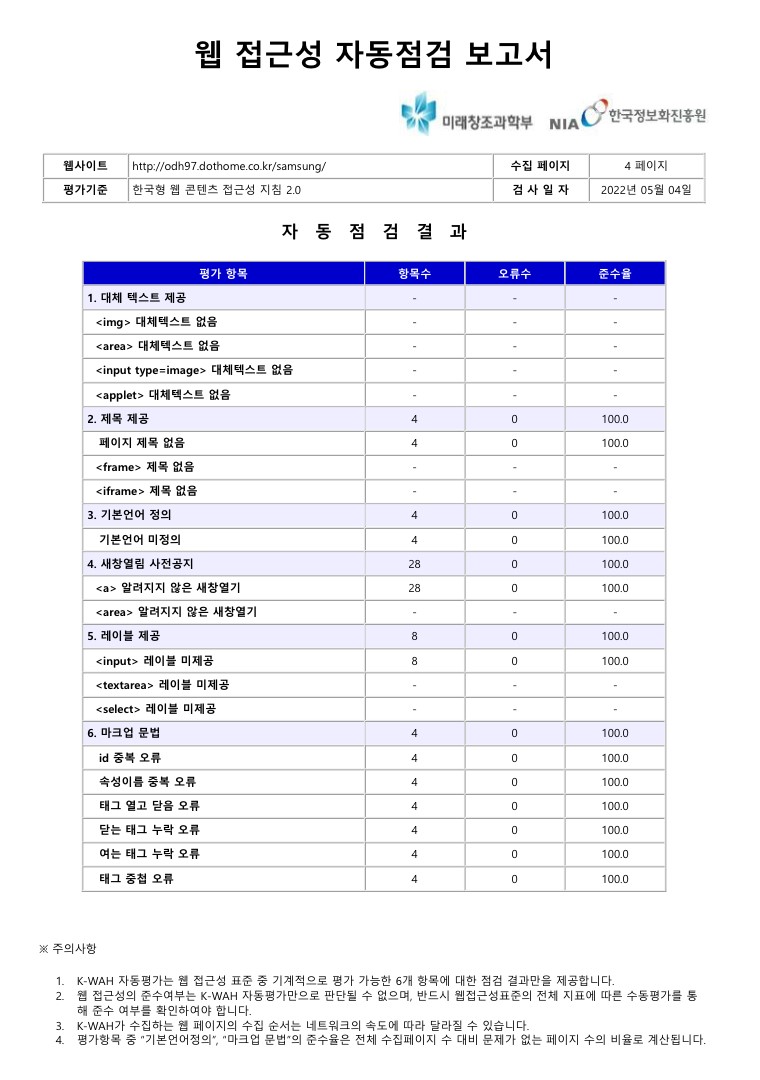 웹 접근성 자동점검 보고서
미래창조과학부 NIA 한국정보화진흥원
웹사이트 http://odh97.dothome.co.kr/samsung/ 수집 페이지 4 페이지
평가기준 한국형 웹 콘텐츠 접근성 지침 2.0 검 사 일 자 2022년 05월 04일
자 동 점 검 결 과
평가 항목 항목수 오류수 준수율
1. 대체 텍스트 제공 - - -
<img> 대체텍스트 없음 - - -
<area> 대체텍스트 없음 - - -
<input type=image> 대체텍스트 없음 - - -
<applet> 대체텍스트 없음 - - -
2. 제목 제공 4 0 100.0
페이지 제목 없음 4 0 100.0
<frame> 제목 없음 - - -
<iframe> 제목 없음 - - -
3. 기본언어 정의 4 0 100.0
기본언어 미정의 4 0 100.0
4. 새창열림 사전공지 28 0 100.0
<a> 알려지지 않은 새창열기 28 0 100.0
<area> 알려지지 않은 새창열기 - - -
5. 레이블 제공 8 0 100.0
<input> 레이블 미제공 8 0 100.0
<textarea> 레이블 미제공 - - -
<select> 레이블 미제공 - - -
6. 마크업 문법 4 0 100.0
id 중복 오류 4 0 100.0
속성이름 중복 오류 4 0 100.0
태그 열고 닫음 오류 4 0 100.0
닫는 태그 누락 오류 4 0 100.0
여는 태그 누락 오류 4 0 100.0
태그 중첩 오류 4 0 100.0
※ 주의사항
1. K-WAH 자동평가는 웹 접근성 표준 중 기계적으로 평가 가능한 6개 항목에 대한 점검 결과만을 제공합니다.
2. 웹 접근성의 준수여부는 K-WAH 자동평가만으로 판단될 수 없으며, 반드시 웹접근성표준의 전체 지표에 따른 수동평가를 통
해 준수 여부를 확인하여야 합니다.
3. K-WAH가 수집하는 웹 페이지의 수집 순서는 네트워크의 속도에 따라 달라질 수 있습니다.
4. 평가항목 중 "기본언어정의", "마크업 문법"의 준수율은 전체 수집페이지 수 대비 문제가 없는 페이지 수의 비율로 계산됩니다.